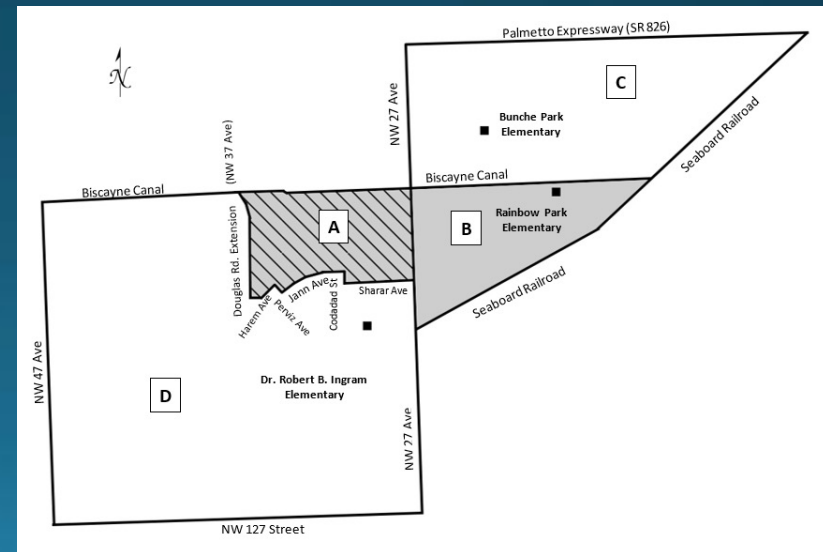 Palmetto Expressway (SR 826)
N
C
NW 27 Ave
Bunche Park
Elementary
Seaboard Railroad
(NW 37 Ave)
Biscayne Canal
Biscayne Canal
A
B
Rainbow Park
Elementary
Douglas Rd. Extension
Seaboard Railroad
Harem Ave
Perviz Ave
Jann Ave
Codadad St
Sharar Ave
NW 47 Ave
D
Dr. Robert B. Ingram
Elementary
NW 27 Ave
NW 127 Street